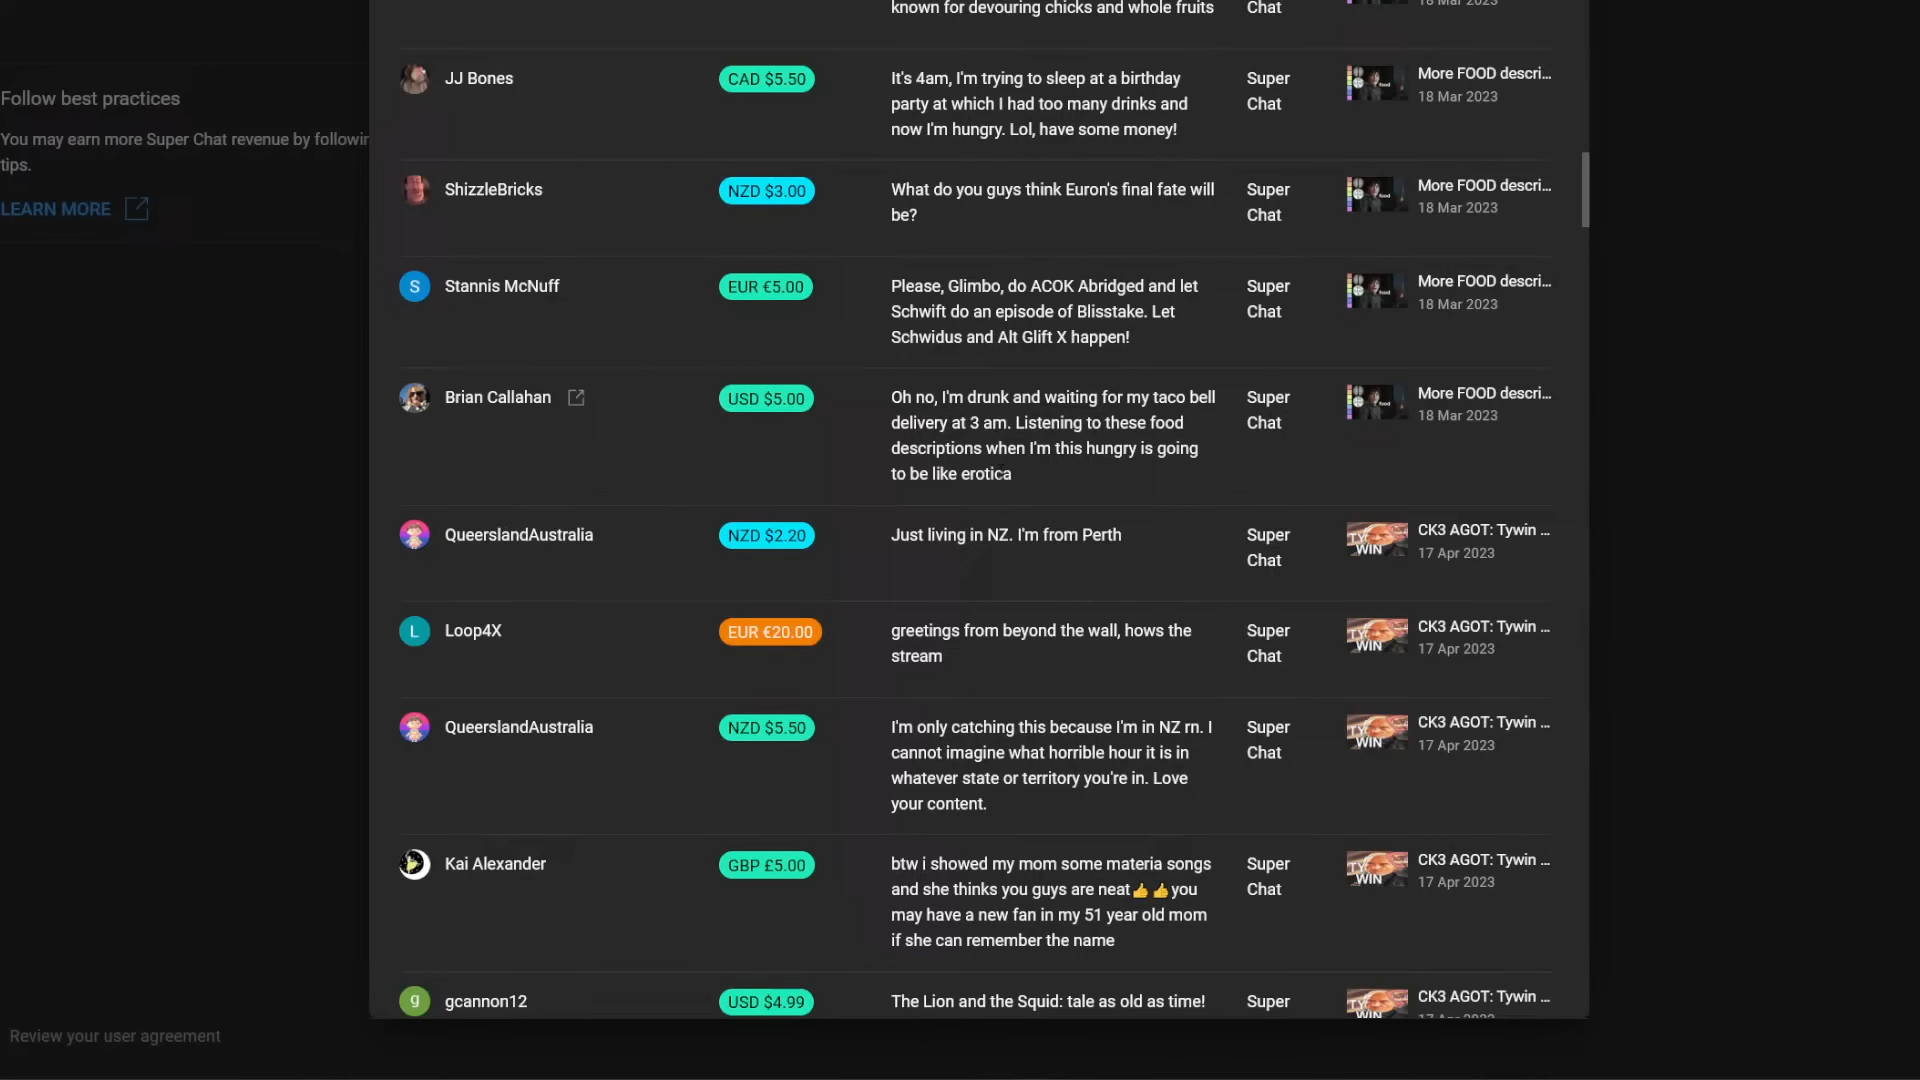 known for devouring chicks and whole fruits
Chat
18 Mar 2023
Follow best practices
You may earn more Super Chat revenue by followin
tips.
LEARN MORE
JJ Bones
CAD $5.50
It's 4am, I'm trying to sleep at a birthday
party at which I had too many drinks and
now I'm hungry. Lol, have some money!
Super
Chat
More FOOD descri...
18 Mar 2023
ShizzleBricks
NZD $3.00
What do you guys think Euron's final fate will
be?
Super
Chat
More FOOD descri...
18 Mar 2023
Stannis McNuff
EUR €5.00
Please, Glimbo, do ACOK Abridged and let
Schwift do an episode of Blisstake. Let
Schwidus and Alt Glift X happen!
Super
Chat
More FOOD descri...
18 Mar 2023
Brian Callahan
USD $5.00
Oh no, I'm drunk and waiting for my taco bell
delivery at 3 am. Listening to these food
descriptions when I'm this hungry is going
to be like erotica
Super
Chat
More FOOD descri...
18 Mar 2023
QueerslandAustralia
NZD $2.20
Just living in NZ. I'm from Perth
Super
Chat
CK3 AGOT: Tywin ...
17 Apr 2023
L
Loop4X
EUR €20.00
greetings from beyond the wall, hows the
stream
Super
Chat
CK3 AGOT: Tywin ...
17 Apr 2023
QueerslandAustralia
NZD $5.50
I'm only catching this because I'm in NZ rn. I
cannot imagine what horrible hour it is in
whatever state or territory you're in. Love
your content.
Super
Chat
CK3 AGOT: Tywin ...
17 Apr 2023
Kai Alexander
GBP £5.00
btw i showed my mom some materia songs
and she thinks you guys are neat👍👍you
may have a new fan in my 51 year old mom
if she can remember the name
Super
Chat
CK3 AGOT: Tywin ...
17 Apr 2023
g
gcannon12
USD $4.99
The Lion and the Squid: tale as old as time!
Super
CK3 AGOT: Tywin ...
17 Apr 2023
Review your user agreement